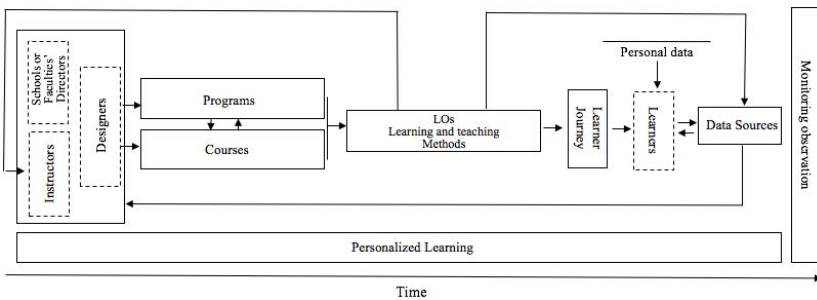 Schools or
Faculties'
Directors
Instructors
Designers
Programs
Courses
LOs
Learning and teaching
Methods
Learner
Journey
Personal data
Learners
Data Sources
Monitoring observation
Personalized Learning
Time